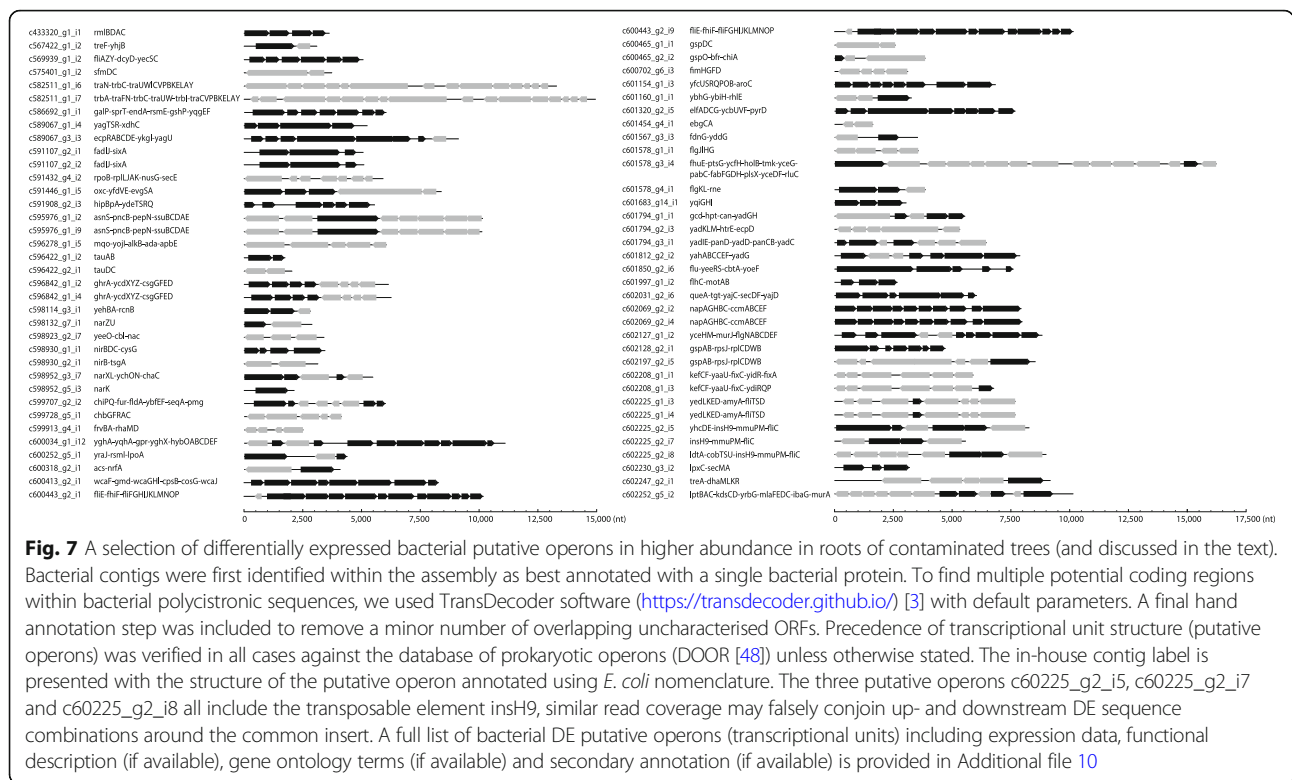 c433320_g1_i1 rmlBDAC
c567422_g1_i2 treF-yhjB
c569939_g1_i2 fliAZY-dcyD-yecSC
c575401_g1_i2 sfmDC
c582511_g1_i6 traN-trbC-traUWICVPBKELAY
c582511_g1_i7 trbA-traFN-trbC-traUW-trbI-traCVPBKELAY
c586692_g1_i1 galP-sprT-endA-rsmE-gshP-yqgEF
c589067_g1_i4 yagTSR-xdhC
c589067_g3_i3 ecpRABCDE-ykgl-yagU
c591107_g2_i1 fadIJ-sixA
c591107_g2_i2 fadIJ-sixA
c591432_g4_i2 rpoB-rplLJAK-nusG-secE
c591446_g1_i5 oxc-yfdVE-evgSA
c591908_g2_i3 hipBpA-ydeTSRQ
c595976_g1_i2 asnS-pncB-pepN-ssuBCDAE
c595976_g1_i9 asnS-pncB-pepN-ssuBCDAE
c596278_g1_i5 mqo-yojI-alkB-ada-apbE
c596422_g1_i2 tauAB
c596422_g2_i1 tauDC
c596842_g1_i2 ghrA-ycdXYZ-csgGFED
c596842_g1_i4 ghrA-ycdXYZ-csgGFED
c598114_g3_i1 yehBA-rcnB
c598132_g7_i1 narZU
c598923_g2_i7 yeeO-cbl-nac
c598930_g1_i1 nirBDC-cysG
c598930_g2_i1 nirB-tsgA
c598952_g3_i7 narXL-ychON-chaC
c598952_g5_i3 narK
c599707_g2_i2 chiPQ-fur-fldA-ybfEF-seqA-pmg
c599728_g5_i1 chbGFRAC
c599913_g4_i1 frvBA-rhaMD
c600034_g1_i12 yghA-yqhA-gpr-yghX-hybOABCDEF
c600252_g5_i1 yraJ-rsmI-lpoA
c600318_g2_i1 acs-nrfA
c600413_g2_i1 wcaF-gmd-wcaGHI-cpsB-cosG-wcaJ
c600443_g2_i1 fliE-fhiF-fliFGHIJKLMNOP
0 2,500 5,000 7,500 10,000 12,500 15,000 (nt)
c600443_g2_i9 fliE-fhiF-fliFGHIJKLMNOP
c600465_g1_i1 gspDC
c600465_g2_i2 gspO-bfr-chiA
c600702_g6_i3 fimHGFD
c601154_g1_i3 yfcUSRQPOB-aroC
c601160_g1_i1 ybhG-ybiH-rhlE
c601320_g2_i5 elfADCG-ycbUVF-pyrD
c601454_g4_i1 ebgCA
c601567_g3_i3 fdnG-yddG
c601578_g1_i1 flgJIHG
c601578_g3_i4 fhuE-ptsG-ycfH-holB-tmk-yceG-
pabC-fabFGDH-plsX-yceDF-rluC
c601578_g4_i1 flgKL-rne
c601683_g14_i1 yqiGHI
c601794_g1_i1 gcd-hpt-can-yadGH
c601794_g2_i3 yadKLM-htrE-ecpD
c601794_g3_i1 yadIE-panD-yadD-panCB-yadC
c601812_g2_i2 yahABCCEF-yadG
c601850_g2_i6 flu-yeeRS-cbtA-yoeF
c601997_g1_i2 flhC-motAB
c602031_g2_i6 queA-tgt-yajC-secDF-yajD
c602069_g2_i2 napAGHBC-ccmABCEF
c602069_g2_i4 napAGHBC-ccmABCEF
c602127_g1_i2 yceHM-murJ-flgNABCDEF
c602128_g2_i1 gspAB-rpsJ-rplCDWB
c602197_g2_i5 gspAB-rpsJ-rplCDWB
c602208_g1_i1 kefCF-yaaU-fixC-yidR-fixA
c602208_g1_i3 kefCF-yaaU-fixC-ydiRQP
c602225_g1_i3 yedLKED-amyA-fliTSD
c602225_g1_i4 yedLKED-amyA-fliTSD
c602225_g2_i5 yhcDE-insH9-mmuPM-fliC
c602225_g2_i7 insH9-mmuPM-fliC
c602225_g2_i8 ldtA-cobTSU-insH9-mmuPM-fliC
c602230_g3_i2 lpxC-secMA
c602247_g2_i1 treA-dhaMLKR
c602252_g5_i2 lptBAC-kdsCD-yrbG-mlaFEDC-ibaG-murA
0 2,500 5,000 7,500 10,000 12,500 15,000 17,500 (nt)
Fig. 7 A selection of differentially expressed bacterial putative operons in higher abundance in roots of contaminated trees (and discussed in the text).
Bacterial contigs were first identified within the assembly as best annotated with a single bacterial protein. To find multiple potential coding regions
within bacterial polycistronic sequences, we used TransDecoder software (https://transdecoder.github.io/) [3] with default parameters. A final hand
annotation step was included to remove a minor number of overlapping uncharacterised ORFs. Precedence of transcriptional unit structure (putative
operons) was verified in all cases against the database of prokaryotic operons (DOOR [48]) unless otherwise stated. The in-house contig label is
presented with the structure of the putative operon annotated using E. coli nomenclature. The three putative operons c60225_g2_i5, c60225_g2_i7
and c60225_g2_i8 all include the transposable element insH9, similar read coverage may falsely conjoin up- and downstream DE sequence
combinations around the common insert. A full list of bacterial DE putative operons (transcriptional units) including expression data, functional
description (if available), gene ontology terms (if available) and secondary annotation (if available) is provided in Additional file 10